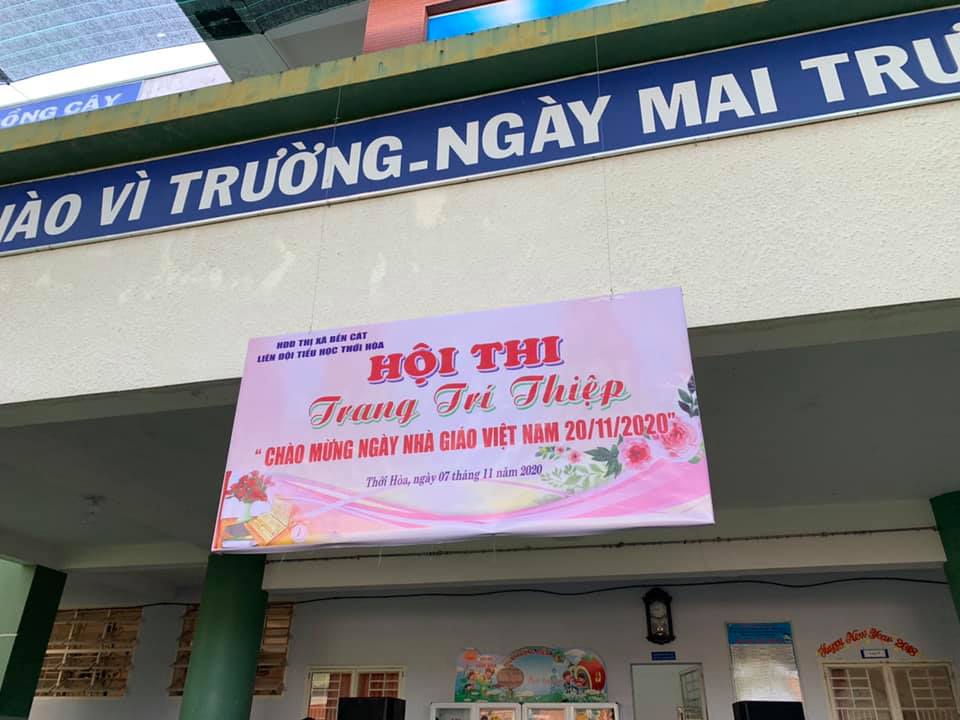 ỒNG CÂY
HÀO VÌ TRƯỜNG-NGÀY MAI TRƯ
HĐĐ THỊ XÃ BẾN CÁT
LIÊN ĐỘI TIỂU HỌC THỚI HÒA
HỘI THI
Trang Trí Thiệp
“ CHÀO MỪNG NGÀY NHÀ GIÁO VIỆT NAM 20/11/2020”
Thới Hòa, ngày 07 tháng 11 năm 2020
Happy New Year 2018